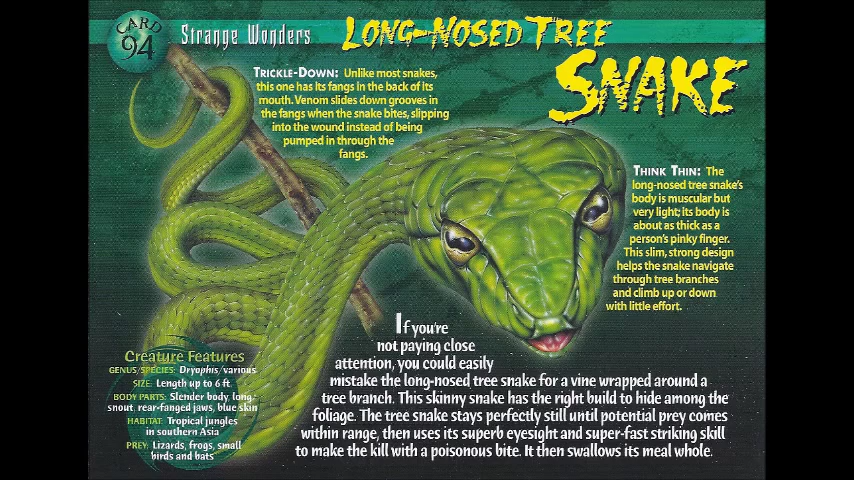 CARD
94
Strange Wonders
LONG-NOSED TREE
SNAKE
TRICKLE-DOWN: Unlike most snakes,
this one has its fangs in the back of its
mouth. Venom slides down grooves in
the fangs when the snake bites, slipping
into the wound instead of being
pumped in through the
fangs.
THINK THIN: The
long-nosed tree snake's
body is muscular but
very light; its body is
about as thick as a
person's pinky finger.
This slim, strong design
helps the snake navigate
through tree branches
and climb up or down
with little effort.
If you're
not paying close
attention, you could easily
mistake the long-nosed tree snake for a vine wrapped around a
tree branch. This skinny snake has the right build to hide among the
foliage. The tree snake stays perfectly still until potential prey comes
within range, then uses its superb eyesight and super-fast striking skill
to make the kill with a poisonous bite. It then swallows its meal whole.
Creature Features
GENUS/SPECIES: Dryophis/various
SIZE: Length up to 6 ft.
BODY PARTS: Slender body, long
snout, rear-fanged jaws, blue skin
HABITAT: Tropical jungles
in southern Asia
PREY: Lizards, frogs, small
birds and bats